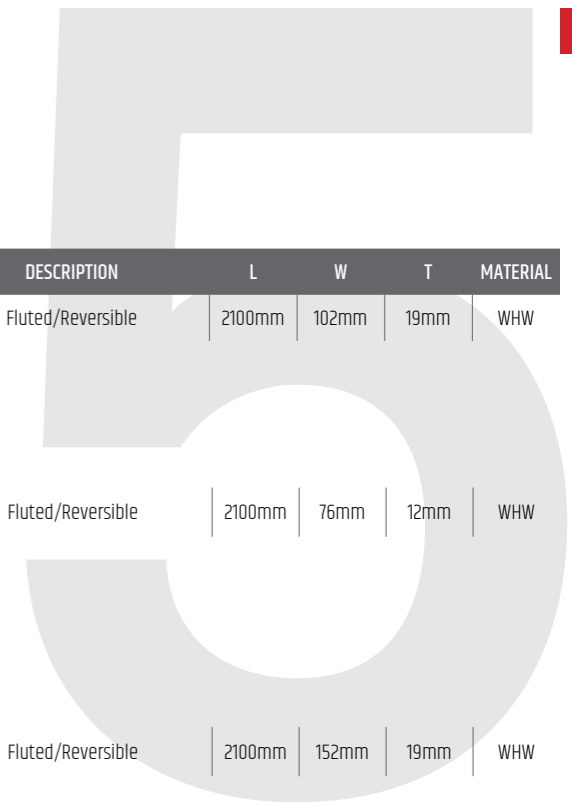 5
DESCRIPTION L W T MATERIAL
Fluted/Reversible 2100mm 102mm 19mm WHW
Fluted/Reversible 2100mm 76mm 12mm WHW
Fluted/Reversible 2100mm 152mm 19mm WHW